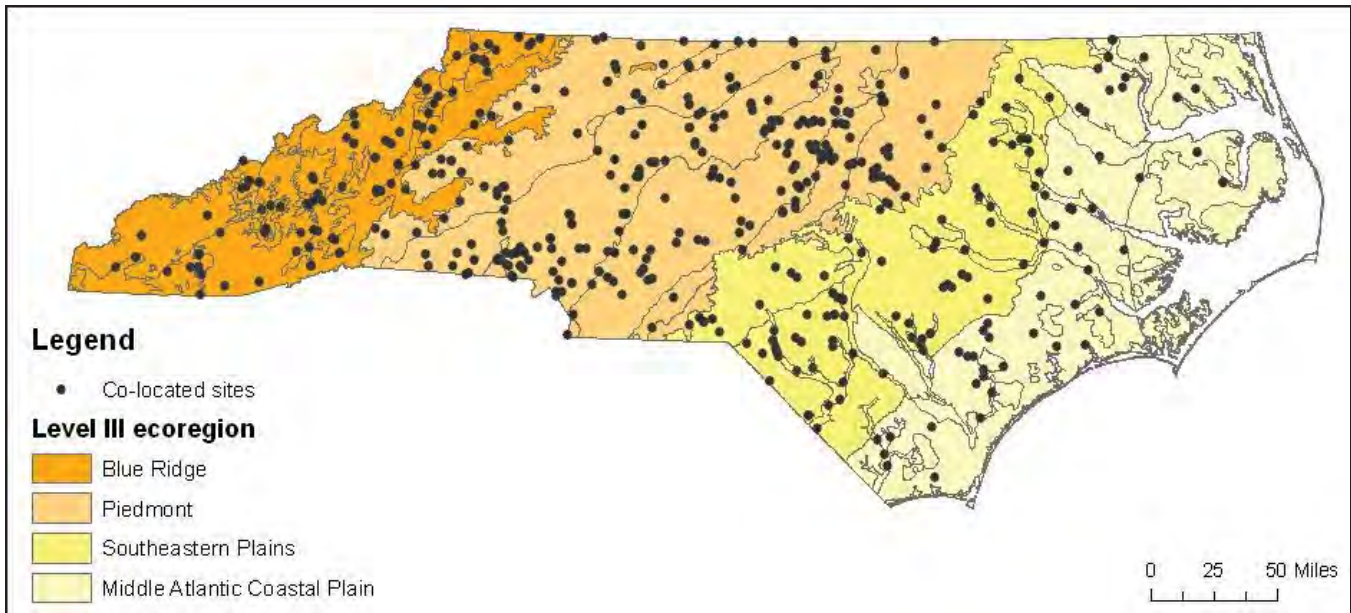 Legend
Co-located sites
Level III ecoregion
Blue Ridge
Piedmont
Southeastern Plains
Middle Atlantic Coastal Plain
0 25 50 Miles